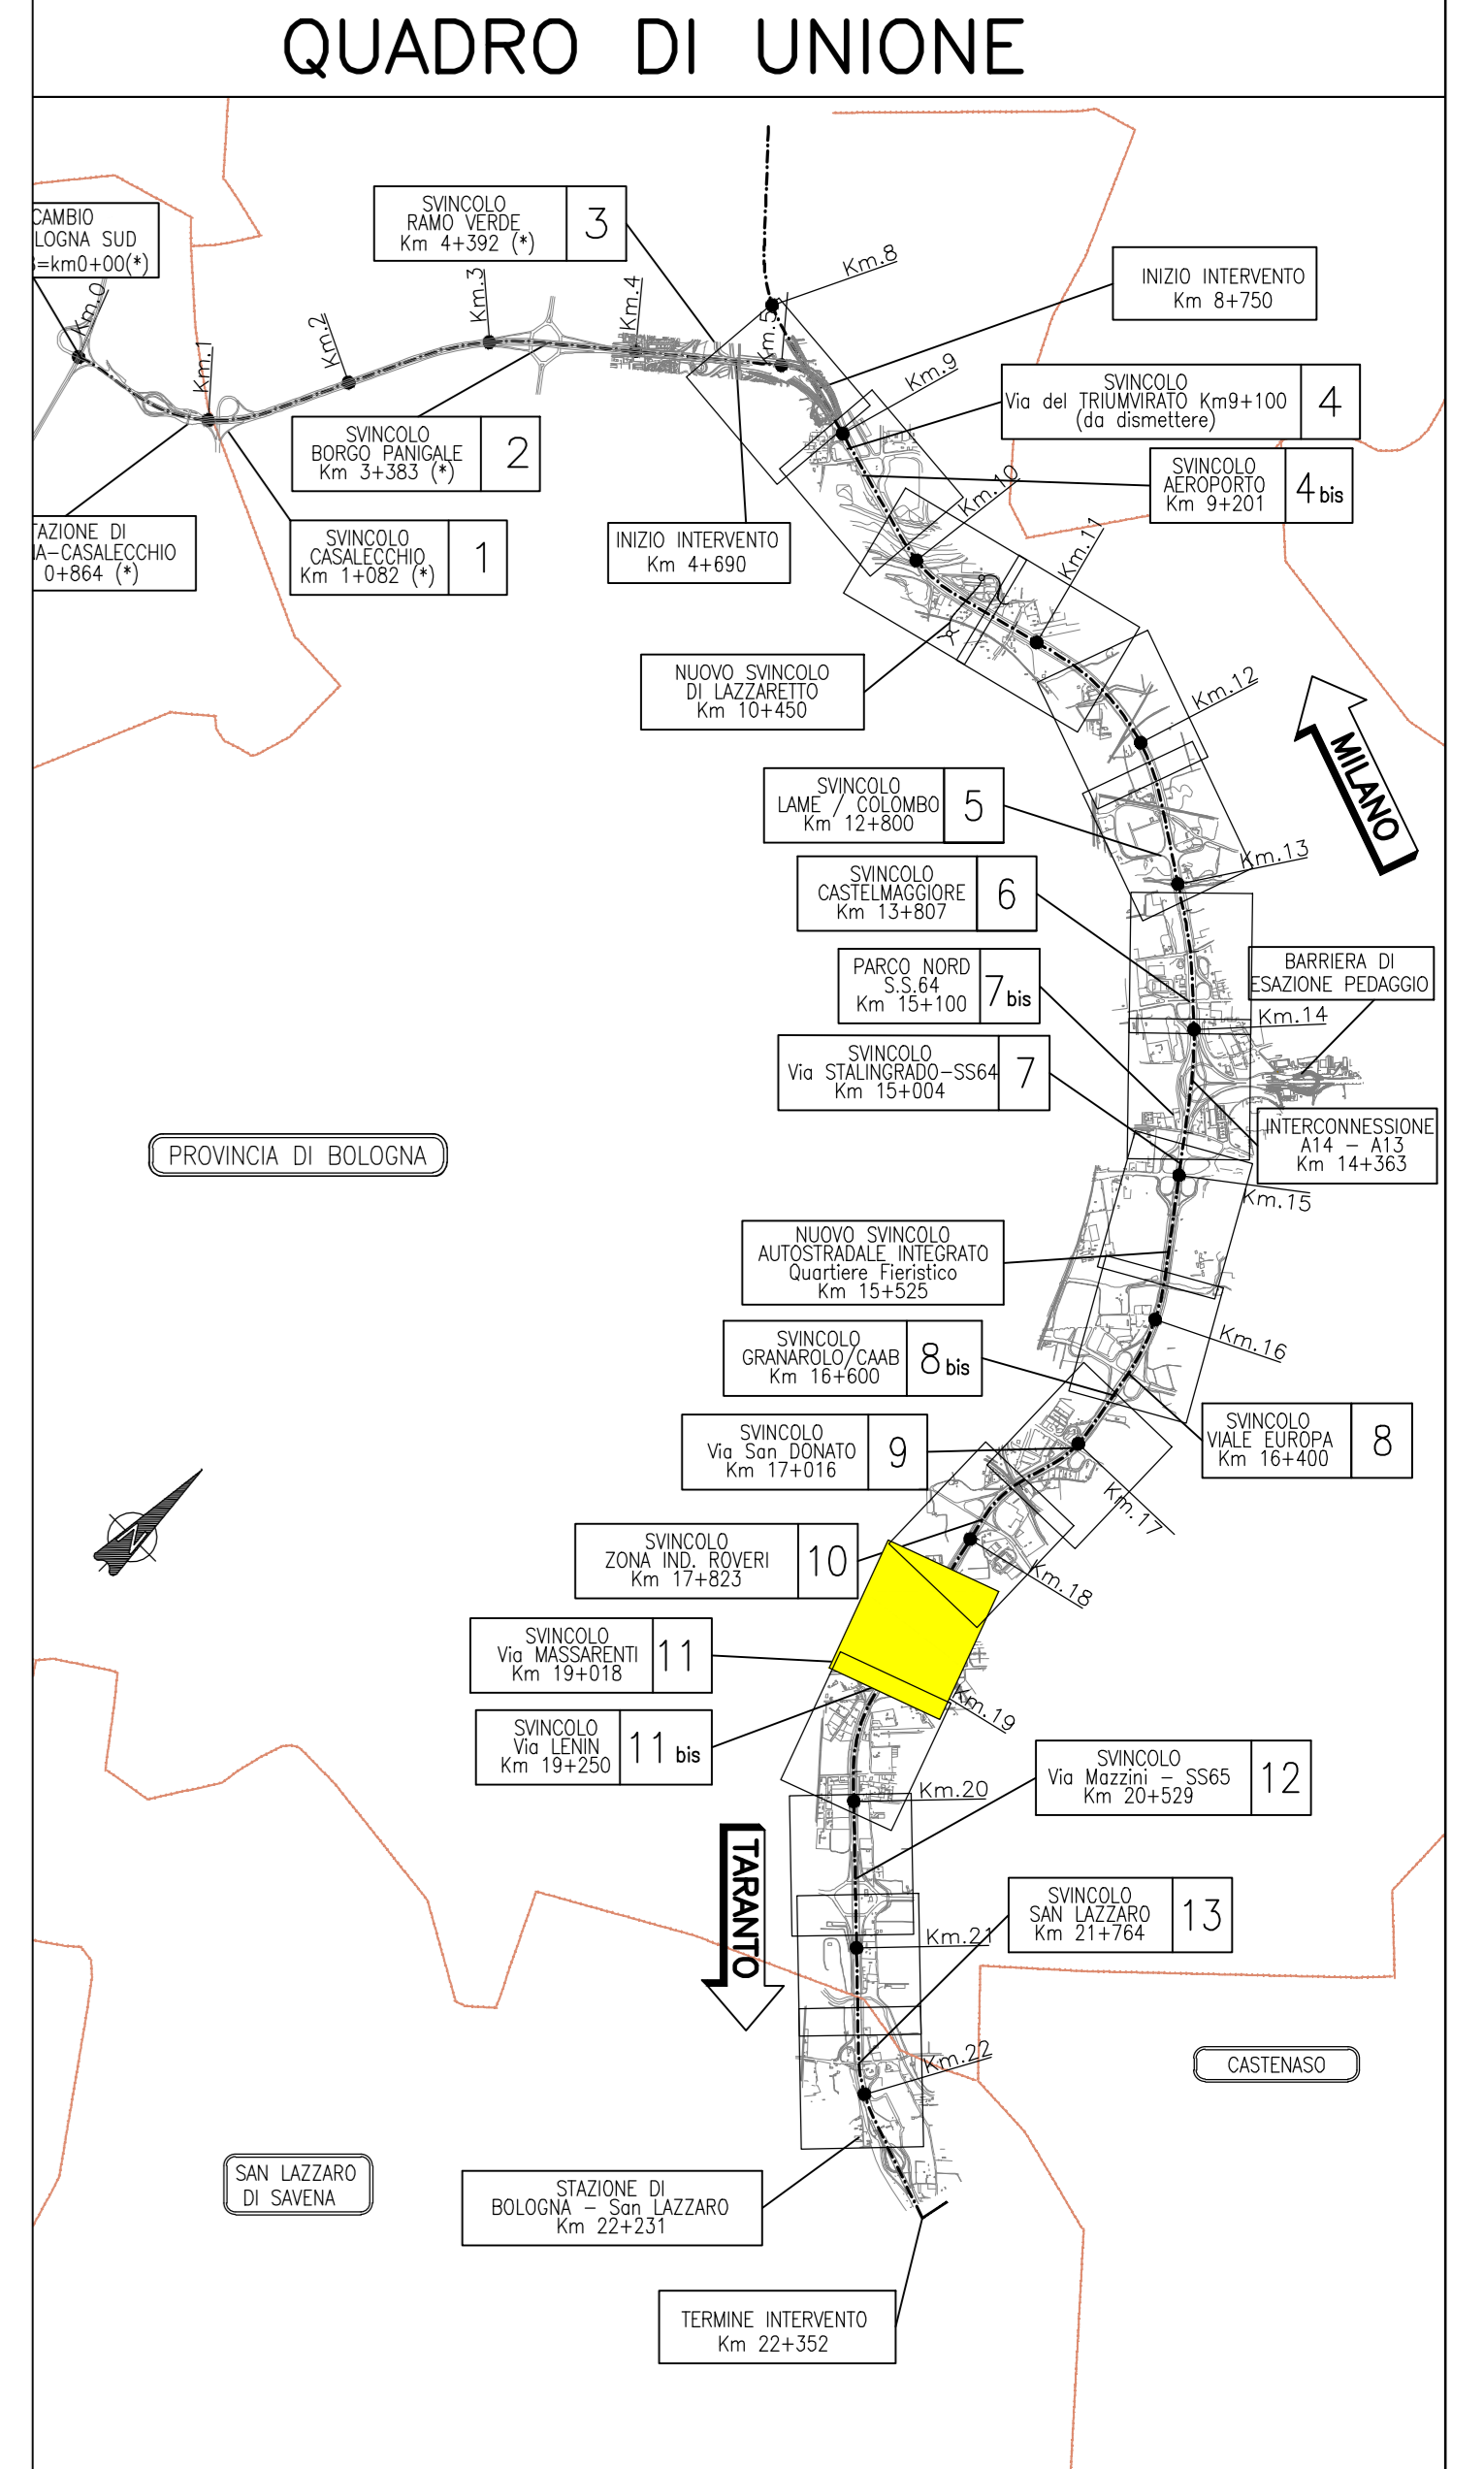 QUADRO DI UNIONE
CAMBIO
LOGNA SUD
=km0+00(*)
SVINCOLO
RAMO VERDE
Km 4+392 (*)
3
Km.8
INIZIO INTERVENTO
Km 8+750
Km.0
Km.1
Km.2
Km.3
Km.4
Km.5
Km.9
SVINCOLO
Via del TRIUMVIRATO Km9+100
(da dismettere)
4
SVINCOLO
BORGO PANIGALE
Km 3+383 (*)
2
SVINCOLO
AEROPORTO
Km 9+201
4 bis
Km.10
TAZIONE DI
NA-CASALECCHIO
0+864 (*)
SVINCOLO
CASALECCHIO
Km 1+082 (*)
1
INIZIO INTERVENTO
Km 4+690
Km.11
NUOVO SVINCOLO
DI LAZZARETTO
Km 10+450
Km.12
MILANO
SVINCOLO
LAME / COLOMBO
Km 12+800
5
Km.13
SVINCOLO
CASTELMAGGIORE
Km 13+807
6
PARCO NORD
S.S.64
Km 15+100
7 bis
BARRIERA DI
ESAZIONE PEDAGGIO
Km.14
SVINCOLO
Via STALINGRADO-SS64
Km 15+004
7
INTERCONNESSIONE
A14 - A13
Km 14+363
PROVINCIA DI BOLOGNA
Km.15
NUOVO SVINCOLO
AUTOSTRADALE INTEGRATO
Quartiere Fieristico
Km 15+525
Km.16
SVINCOLO
GRANAROLO/CAAB
Km 16+600
8 bis
SVINCOLO
VIALE EUROPA
Km 16+400
8
SVINCOLO
Via San DONATO
Km 17+016
9
Km.17
N
SVINCOLO
ZONA IND. ROVERI
Km 17+823
10
Km.18
SVINCOLO
Via MASSARENTI
Km 19+018
11
Km.19
SVINCOLO
Via LENIN
Km 19+250
11 bis
SVINCOLO
Via Mazzini - SS65
Km 20+529
12
Km.20
TARANTO
SVINCOLO
SAN LAZZARO
Km 21+764
13
Km.21
Km.22
CASTENASO
SAN LAZZARO
DI SAVENA
STAZIONE DI
BOLOGNA - San LAZZARO
Km 22+231
TERMINE INTERVENTO
Km 22+352